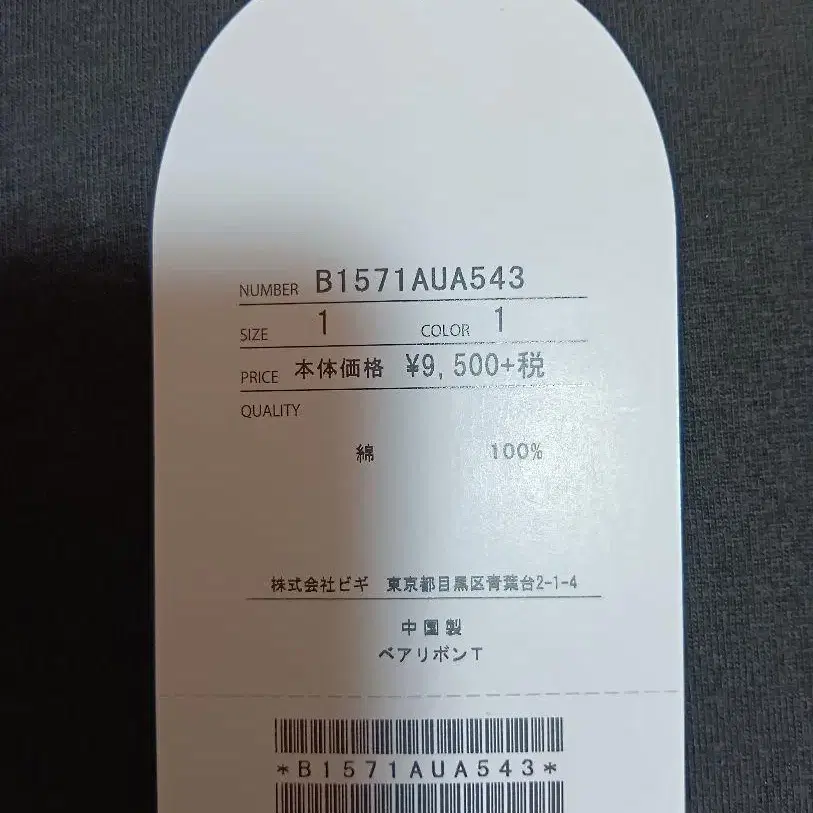 NUMBER B1571AUA543
SIZE 1 COLOR 1
PRICE 本体価格 ¥9,500+税
QUALITY
綿 100%
株式会社ビギ 東京都目黒区青葉台2-1-4
中国製
ベアリボンT
*B1571AUA543*